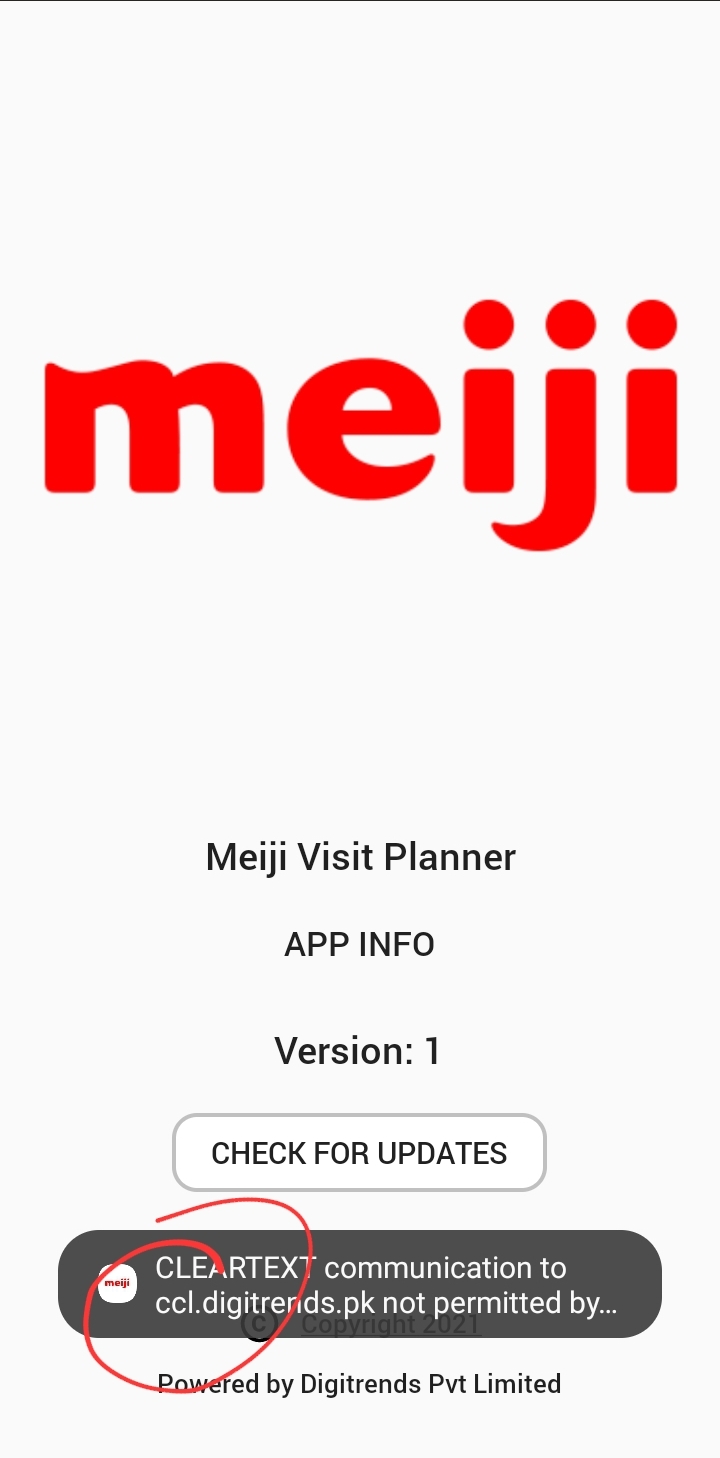 meiji
Meiji Visit Planner
APP INFO
Version: 1
CHECK FOR UPDATES
meiji
CLEARTEXT communication to
ccl.digitrends.pk not permitted by...
C Copyright 2021
Powered by Digitrends Pvt Limited